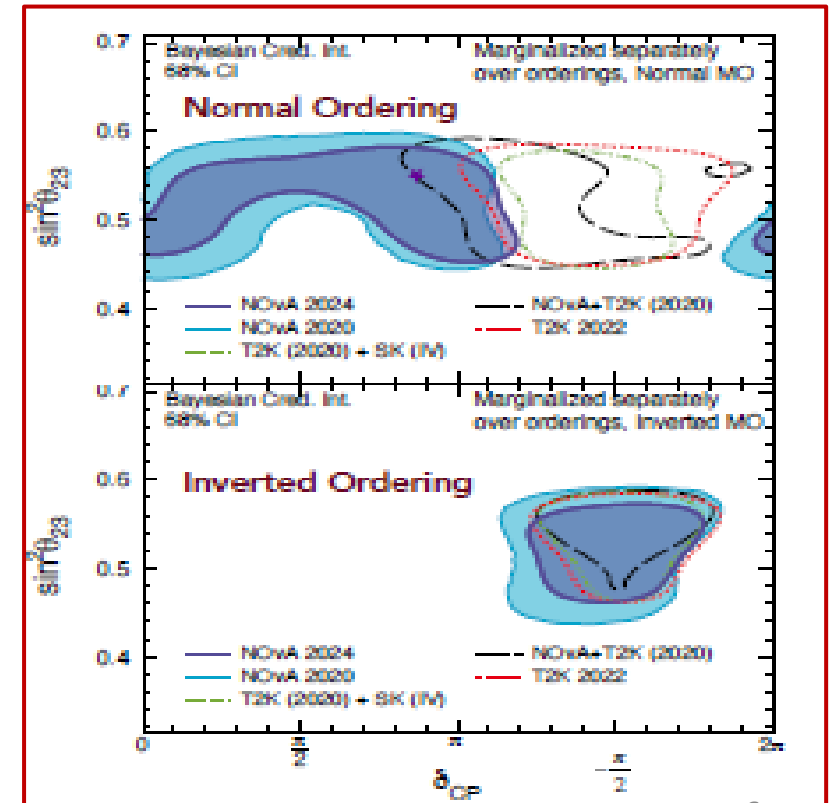 Bayesian Cred. Int.
68% CI
Marginalized separately
over orderings, Normal MO
Normal Ordering
0.7
0.6
0.5
0.4
sin²θ₂₃
NOvA 2024
NOvA 2020
T2K (2020) + SK (IV)
NOvA+T2K (2020)
T2K 2022
Bayesian Cred. Int.
68% CI
Marginalized separately
over orderings, Inverted MO
Inverted Ordering
0.7
0.6
0.5
0.4
sin²θ₂₃
NOvA 2024
NOvA 2020
T2K (2020) + SK (IV)
NOvA+T2K (2020)
T2K 2022
0 π/2 π -π/2 2π
δCP